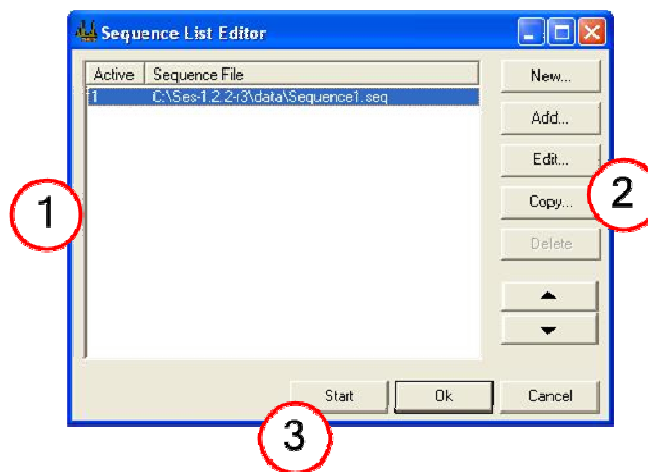 Sequence List Editor
Active Sequence File
1 C:\Ses-1.2.2-r3\data\Sequence1.seq
New...
Add...
Edit...
Copy...
Delete
Start Ok Cancel
1
2
3